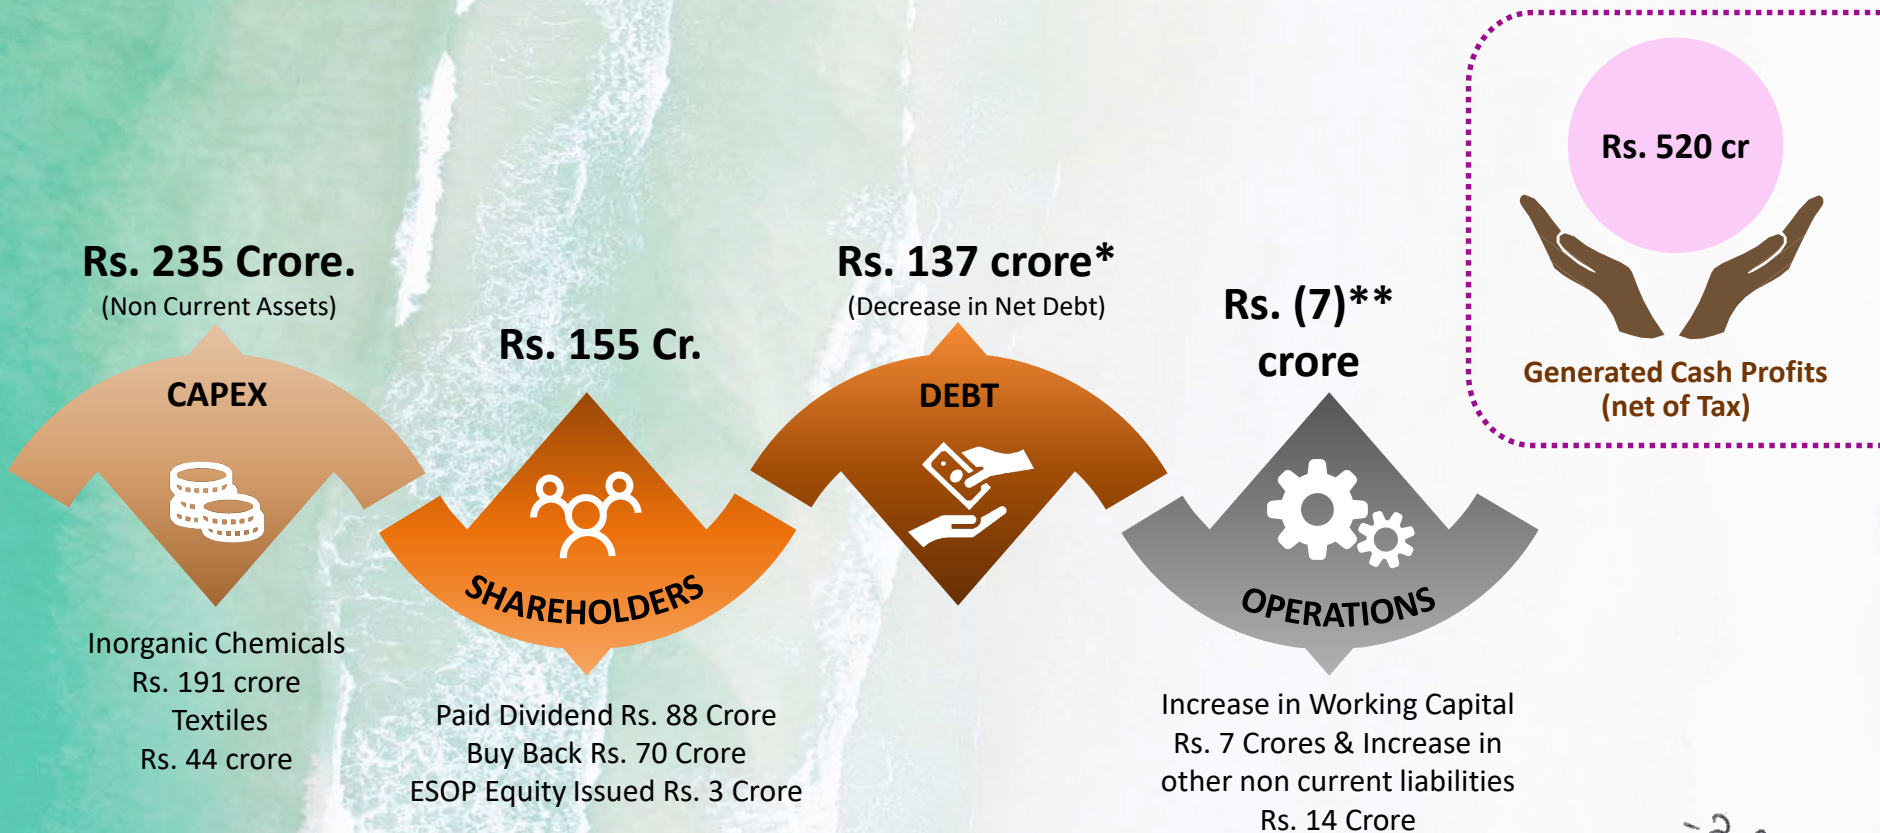 Rs. 235 Crore.
(Non Current Assets)
CAPEX
Inorganic Chemicals
Rs. 191 crore
Textiles
Rs. 44 crore
Rs. 155 Cr.
SHAREHOLDERS
Paid Dividend Rs. 88 Crore
Buy Back Rs. 70 Crore
ESOP Equity Issued Rs. 3 Crore
Rs. 137 crore*
(Decrease in Net Debt)
DEBT
Rs. (7)**
crore
OPERATIONS
Increase in Working Capital
Rs. 7 Crores & Increase in
other non current liabilities
Rs. 14 Crore
Rs. 520 cr
Generated Cash Profits
(net of Tax)